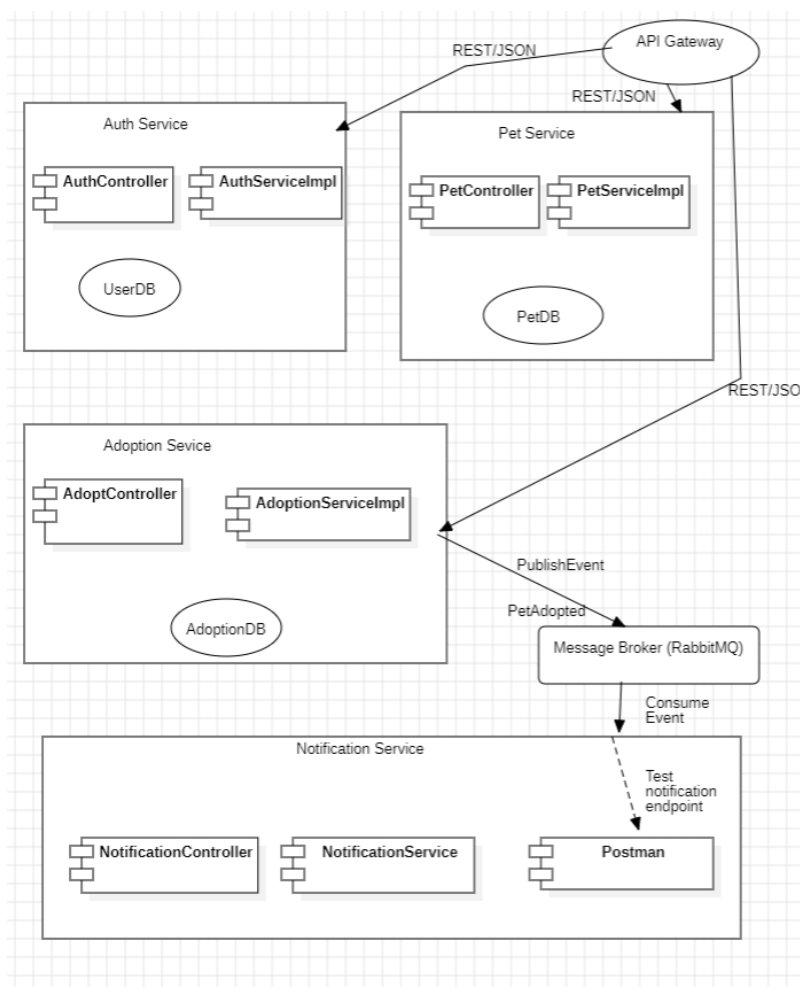 API Gateway
REST/JSON
REST/JSON
Auth Service
Pet Service
AuthController
AuthServiceImpl
PetController
PetServiceImpl
UserDB
PetDB
REST/JSO
Adoption Sevice
AdoptController
AdoptionServiceImpl
PublishEvent
PetAdopted
AdoptionDB
Message Broker (RabbitMQ)
Consume
Event
Notification Service
Test
notification
endpoint
NotificationController
NotificationService
Postman